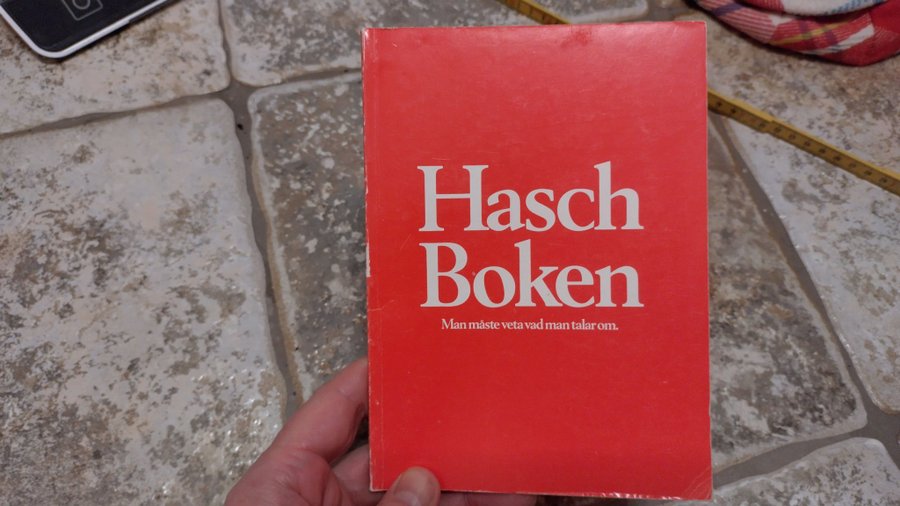 Hasch
Boken
Man måste veta vad man talar om.